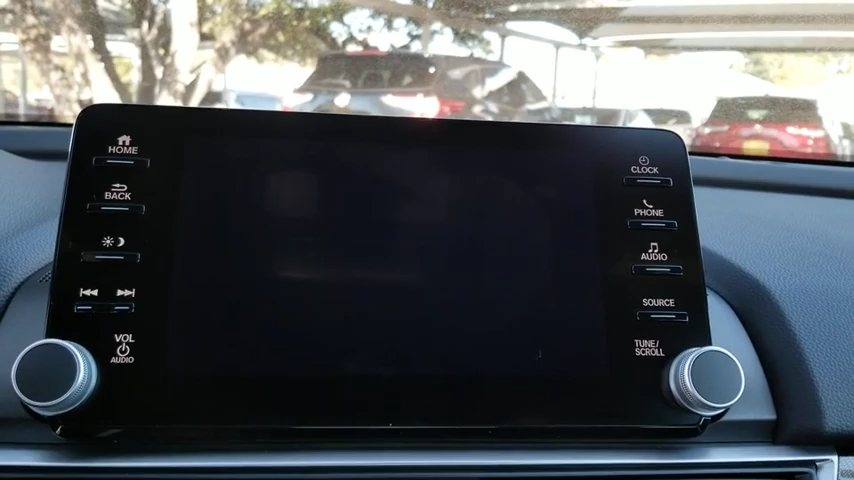 HOME
BACK
VOL
AUDIO
CLOCK
PHONE
AUDIO
SOURCE
TUNE/
SCROLL